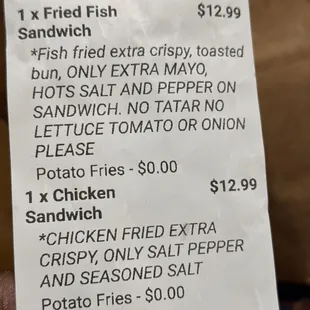 1 x Fried Fish $12.99
Sandwich
*Fish fried extra crispy, toasted
bun, ONLY EXTRA MAYO,
HOTS SALT AND PEPPER ON
SANDWICH. NO TATAR NO
LETTUCE TOMATO OR ONION
PLEASE
Potato Fries - $0.00
1 x Chicken $12.99
Sandwich
*CHICKEN FRIED EXTRA
CRISPY, ONLY SALT PEPPER
AND SEASONED SALT
Potato Fries - $0.00